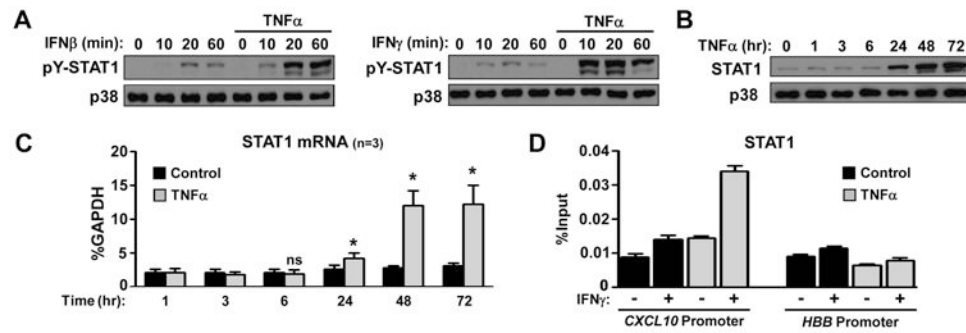 A
TNFα
IFNβ (min): 0 10 20 60 0 10 20 60
pY-STAT1
p38
TNFα
IFNγ (min): 0 10 20 60 0 10 20 60
pY-STAT1
p38
B
TNFα (hr): 0 1 3 6 24 48 72
STAT1
p38
C
STAT1 mRNA (n=3)
%GAPDH
20
15
10
5
0
Control
TNFα
ns
*
*
*
Time (hr): 1 3 6 24 48 72
D
STAT1
%Input
0.04
0.03
0.02
0.01
0
Control
TNFα
IFNγ: - + - + - + - +
CXCL10 Promoter
HBB Promoter